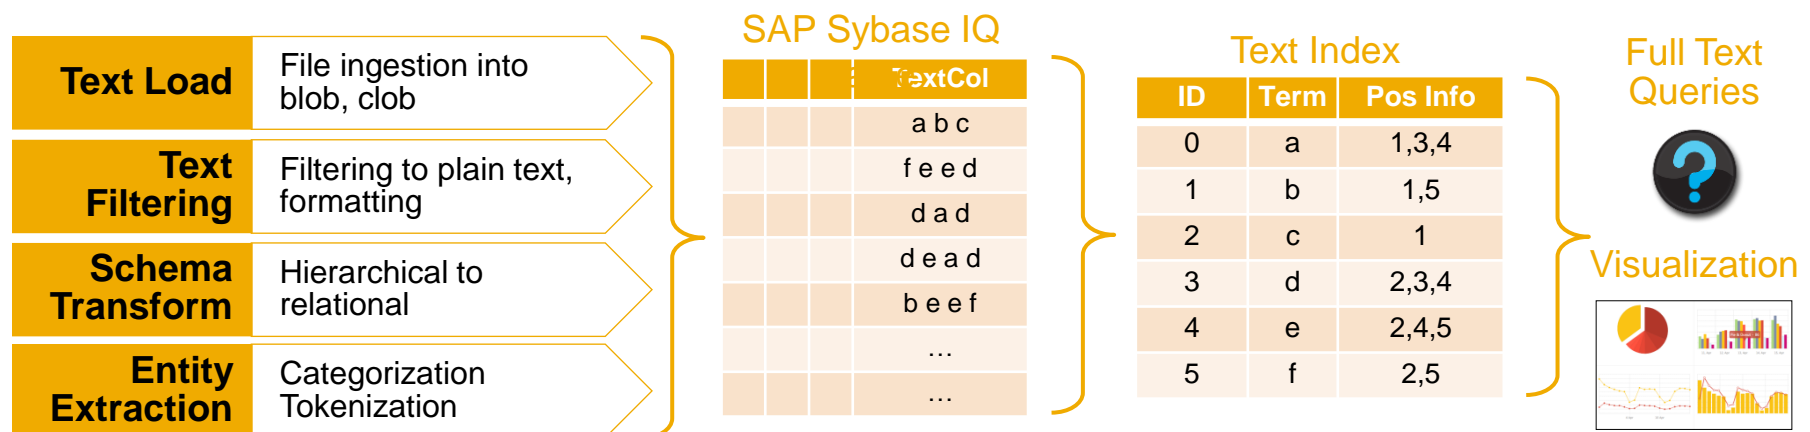 Text Load
File ingestion into
blob, clob
Text
Filtering
Filtering to plain text,
formatting
Schema
Transform
Hierarchical to
relational
Entity
Extraction
Categorization
Tokenization
SAP Sybase IQ
TextCol
a b c
f e e d
d a d
d e a d
b e e f
…
…
Text Index
ID Term Pos Info
0 a 1,3,4
1 b 1,5
2 c 1
3 d 2,3,4
4 e 2,4,5
5 f 2,5
Full Text
Queries
?
Visualization